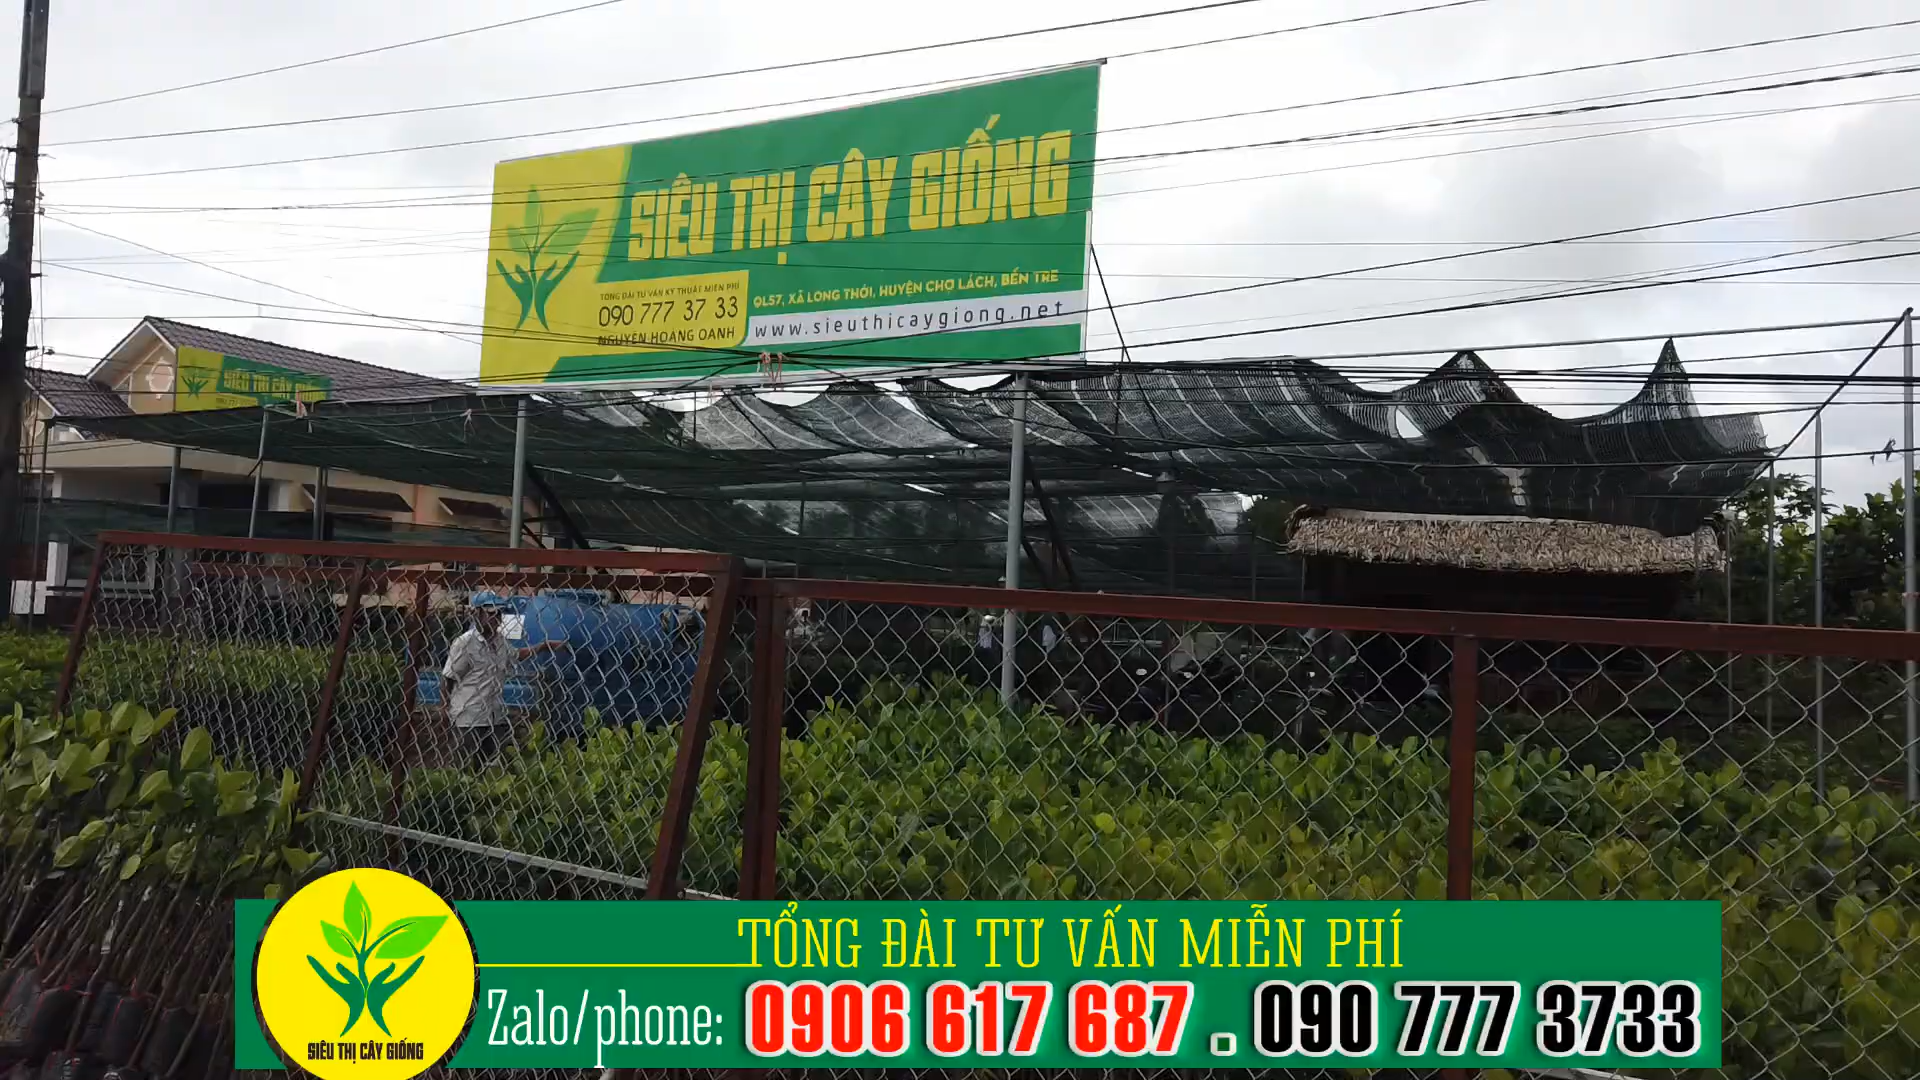 SIÊU THỊ CÂY GIỐNG
TỔNG ĐÀI TƯ VẤN KỸ THUẬT MIỄN PHÍ
090 777 37 33
NGUYỄN HOÀNG OANH
QL57, XÃ LONG THỚI, HUYỆN CHỢ LÁCH, BẾN TRE
www.sieuthicaygiong.net
SIÊU THỊ CÂY GIỐNG
TỔNG ĐÀI TƯ VẤN MIỄN PHÍ
Zalo/phone: 0906 617 687 . 090 777 3733
SIÊU THỊ CÂY GIỐNG